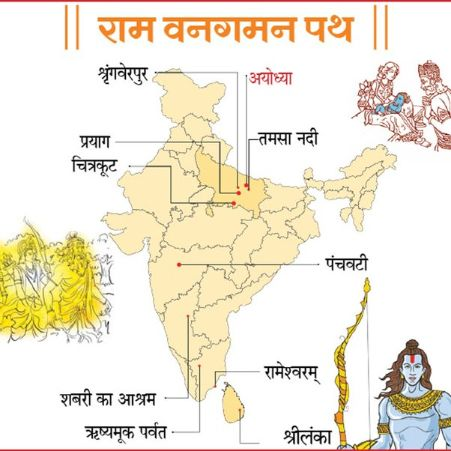 || राम वनगमन पथ ||
श्रृंगवेरपुर
अयोध्या
प्रयाग
तमसा नदी
चित्रकूट
पंचवटी
रामेश्वरम्
शबरी का आश्रम
ऋष्यमूक पर्वत
श्रीलंका